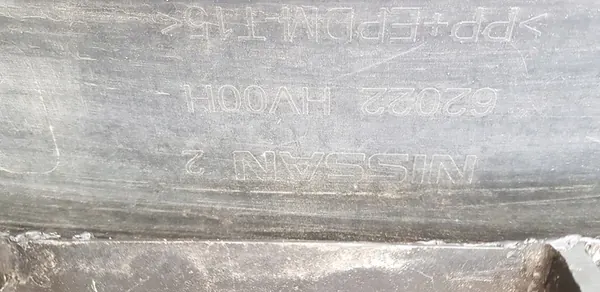 NISSAN 2
62022 HV00H
>PP+EPDM-T15<